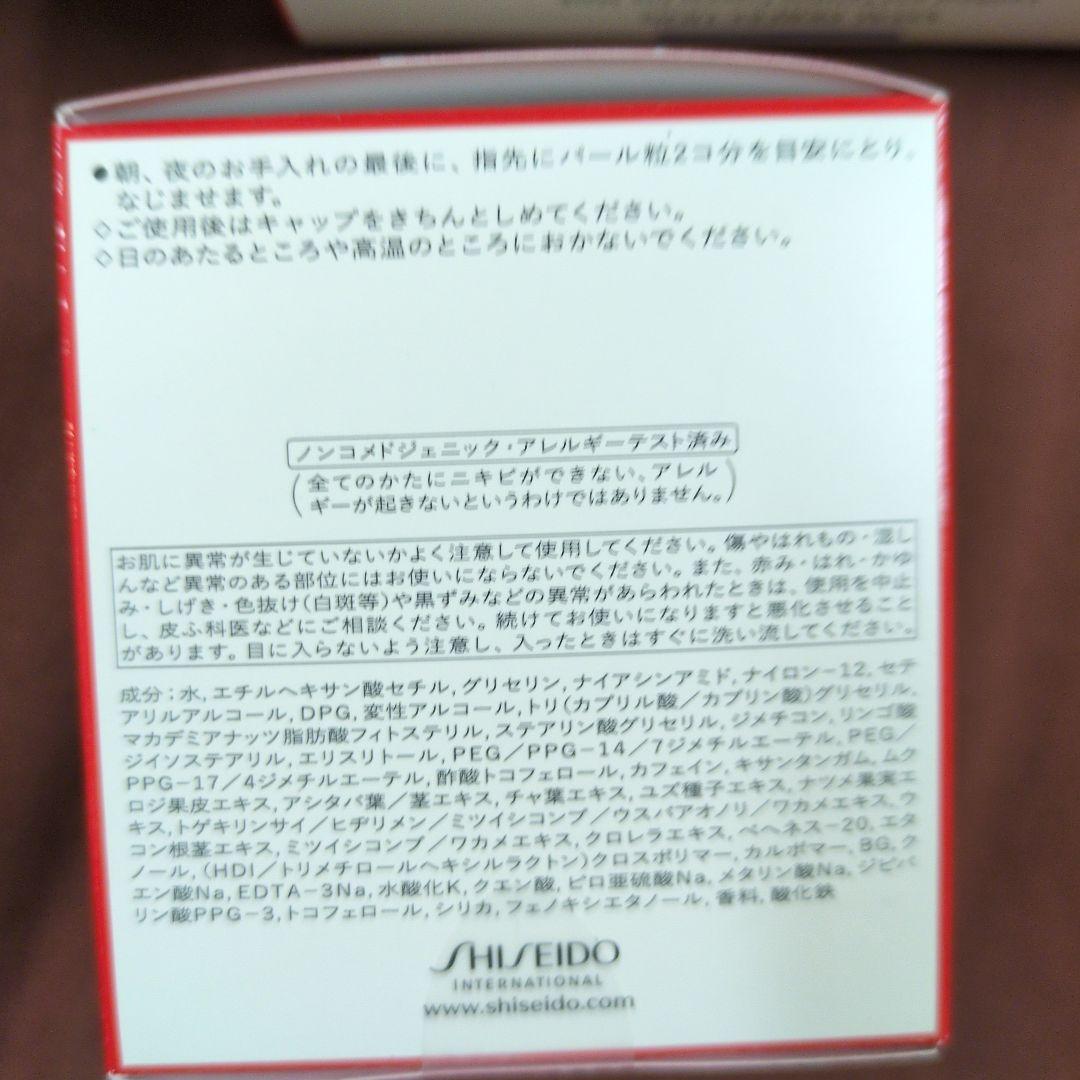 ●朝、夜のお手入れの最後に、指先にパール粒2コ分を目安にとり、
なじませます。
◇ご使用後はキャップをきちんとしめてください。
◇日のあたるところや高温のところにおかないでください。
ノンコメドジェニック・アレルギーテスト済み
(全てのかたにニキビができない、アレル
ギーが起きないというわけではありません。)
お肌に異常が生じていないかよく注意して使用してください。傷やはれもの・湿し
んなど異常のある部位にはお使いにならないでください。また、赤み・はれ・かゆ
み・しげき・色抜け(白斑等)や黒ずみなどの異常があらわれたときは、使用を中止
し、皮ふ科医などにご相談ください。続けてお使いになりますと悪化させること
があります。目に入らないよう注意し、入ったときはすぐに洗い流してください。
成分:水,エチルヘキサン酸セチル,グリセリン,ナイアシンアミド,ナイロン-12,セテ
アリルアルコール,DPG,変性アルコール,トリ(カプリル酸/カプリン酸)グリセリル,
マカデミアナッツ脂肪酸フィトステリル,ステアリン酸グリセリル,ジメチコン,リンゴ酸
ジイソステアリル,エリスリトール,PEG/PPG-14/7ジメチルエーテル,PEG/
PPG-17/4ジメチルエーテル,酢酸トコフェロール,カフェイン,キサンタンガム,ムク
ロジ果皮エキス,アシタバ葉/茎エキス,チャ葉エキス,ユズ種子エキス,ナツメ果実エ
キス,トゲキリンサイ/ヒヂリメン/ミツイシコンブ/ウスバアオノリ/ワカメエキス,ウ
コン根茎エキス,ミツイシコンブ/ワカメエキス,クロレラエキス,ベヘネス-20,エタ
ノール,(HDI/トリメチロールヘキシルラクトン)クロスポリマー,カルボマー,BG,ク
エン酸Na,EDTA-3Na,水酸化K,クエン酸,ピロ亜硫酸Na,メタリン酸Na,ジピバ
リン酸PPG-3,トコフェロール,シリカ,フェノキシエタノール,香料,酸化鉄
SHISEIDO
INTERNATIONAL
www.shiseido.com